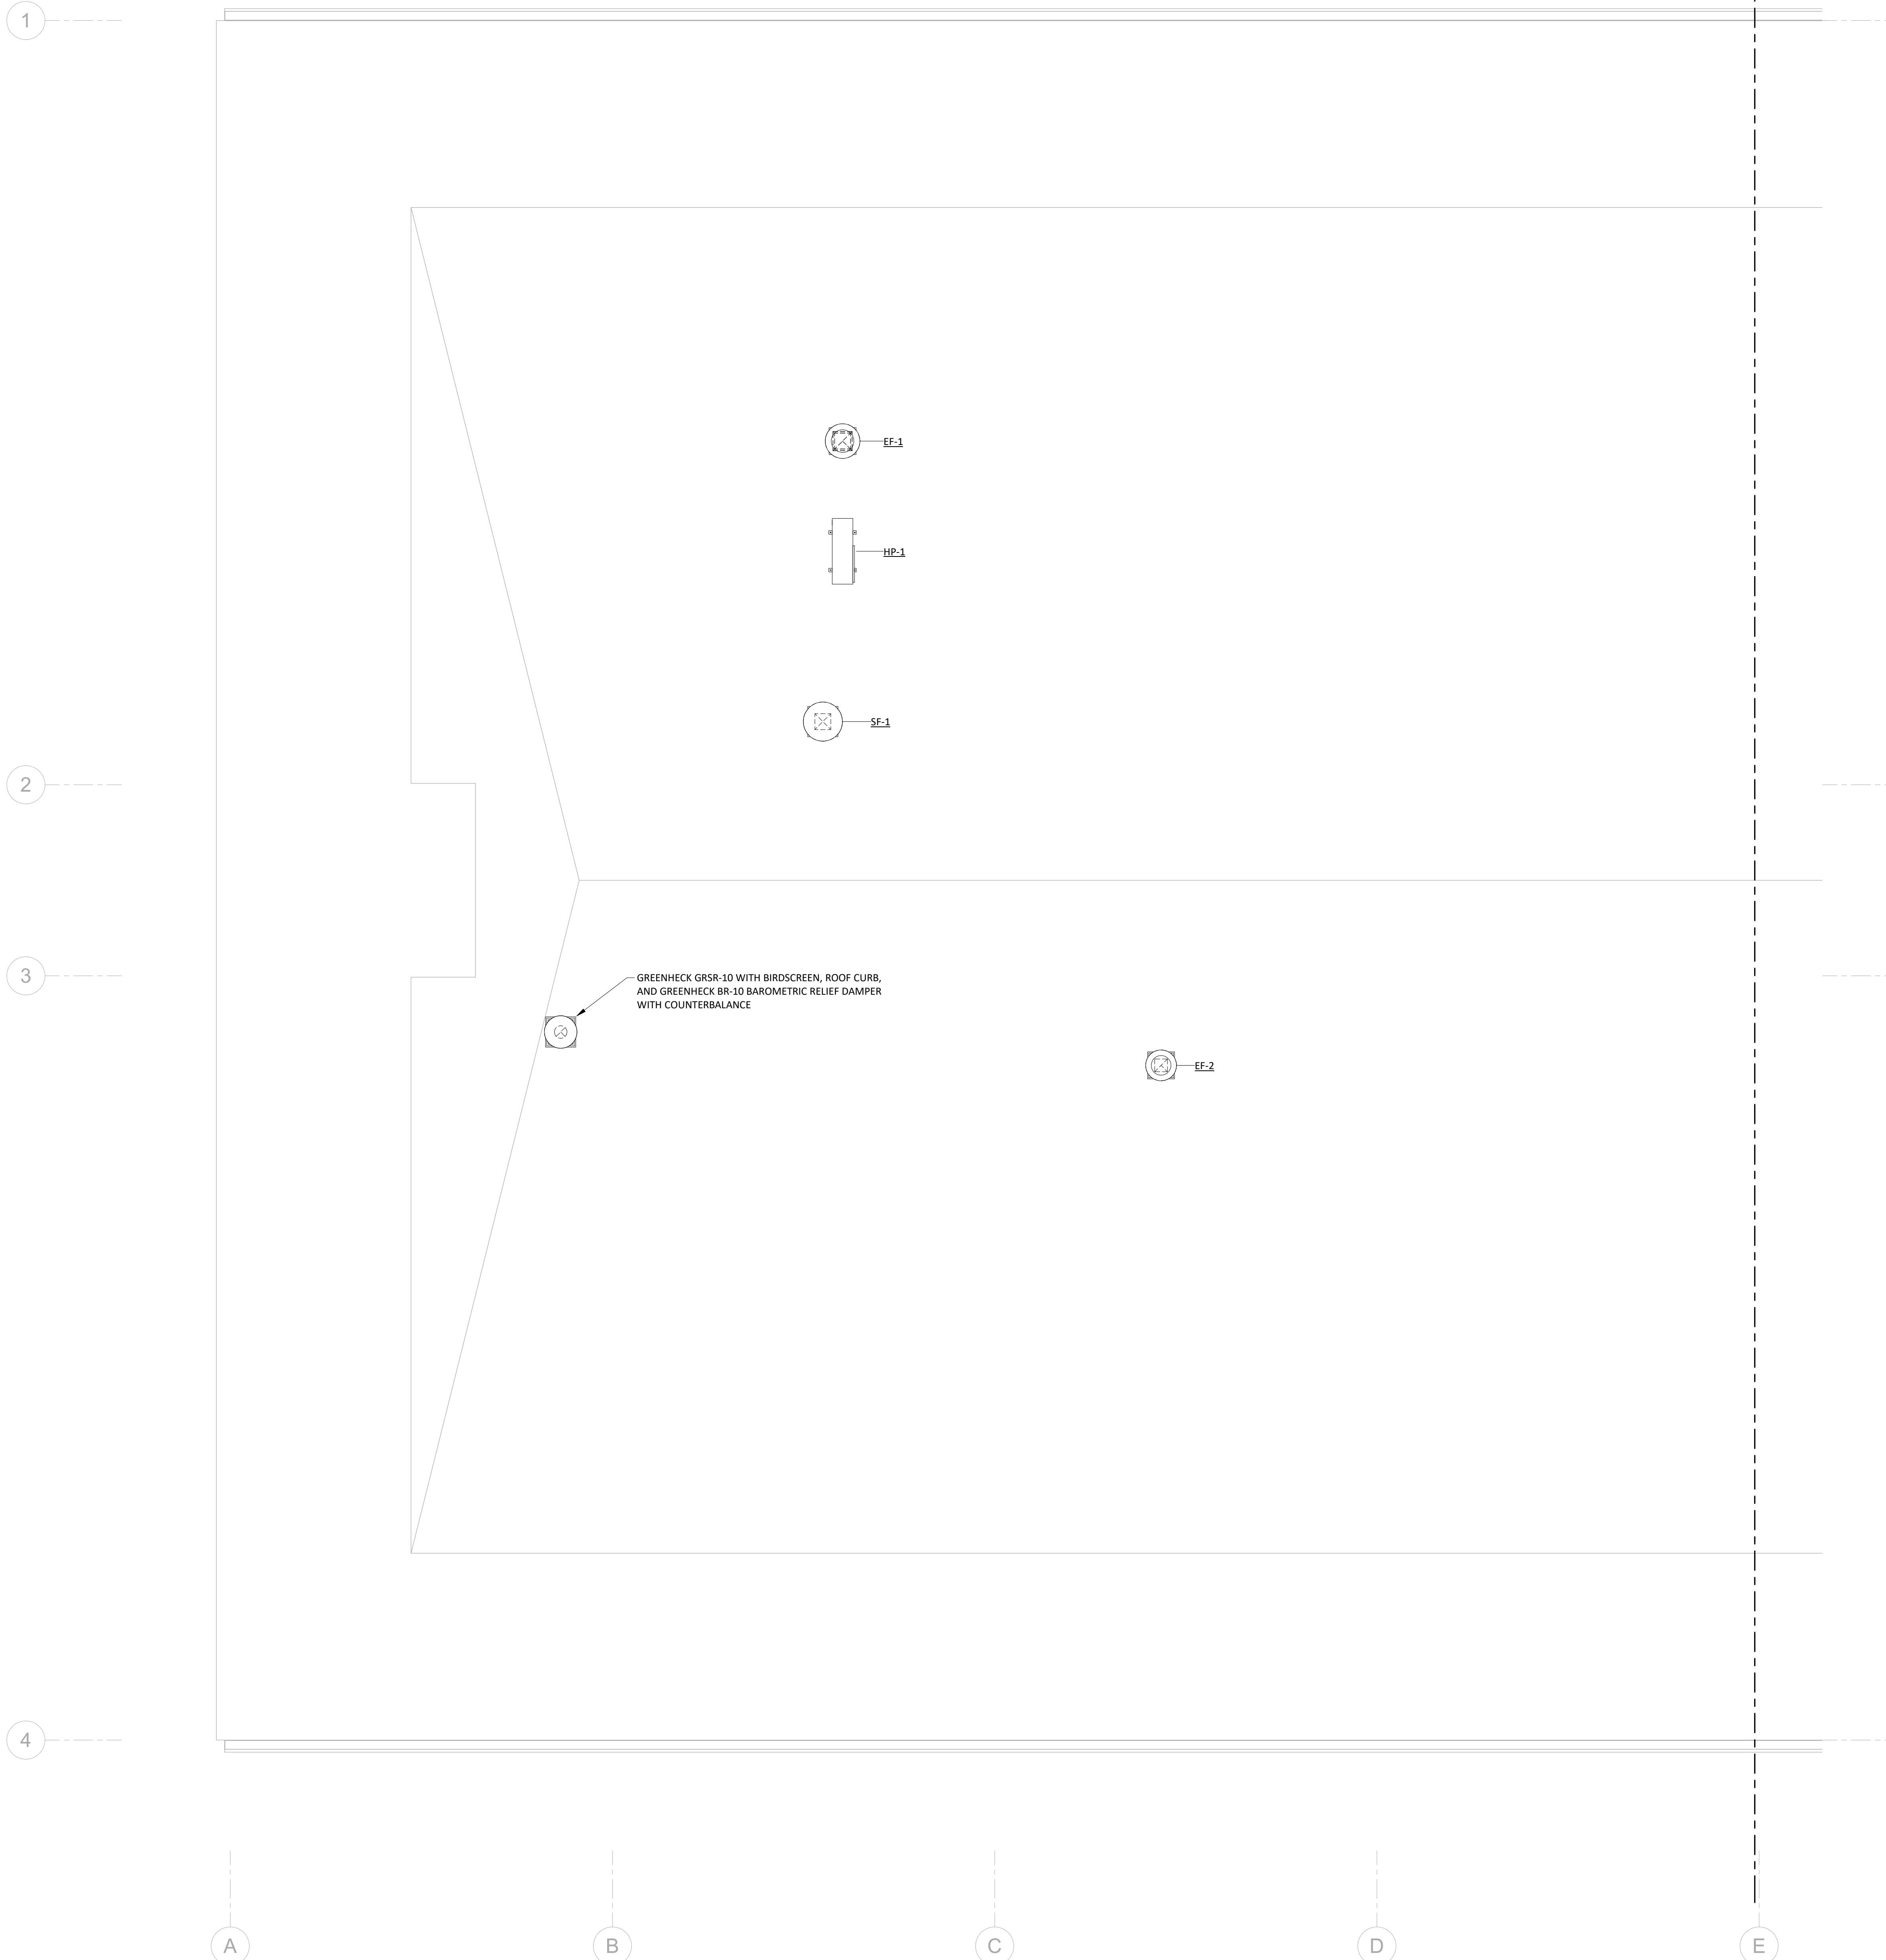 1
EF-1
HP-1
SF-1
2
3
GREENHECK GRSR-10 WITH BIRDSCREEN, ROOF CURB,
AND GREENHECK BR-10 BAROMETRIC RELIEF DAMPER
WITH COUNTERBALANCE
EF-2
4
A
B
C
D
E